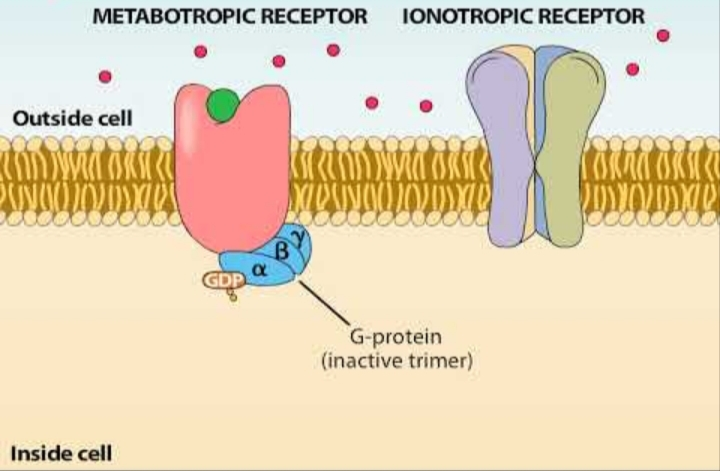 METABOTROPIC RECEPTOR
IONOTROPIC RECEPTOR
Outside cell
γ
β
α
GDP
G-protein
(inactive trimer)
Inside cell